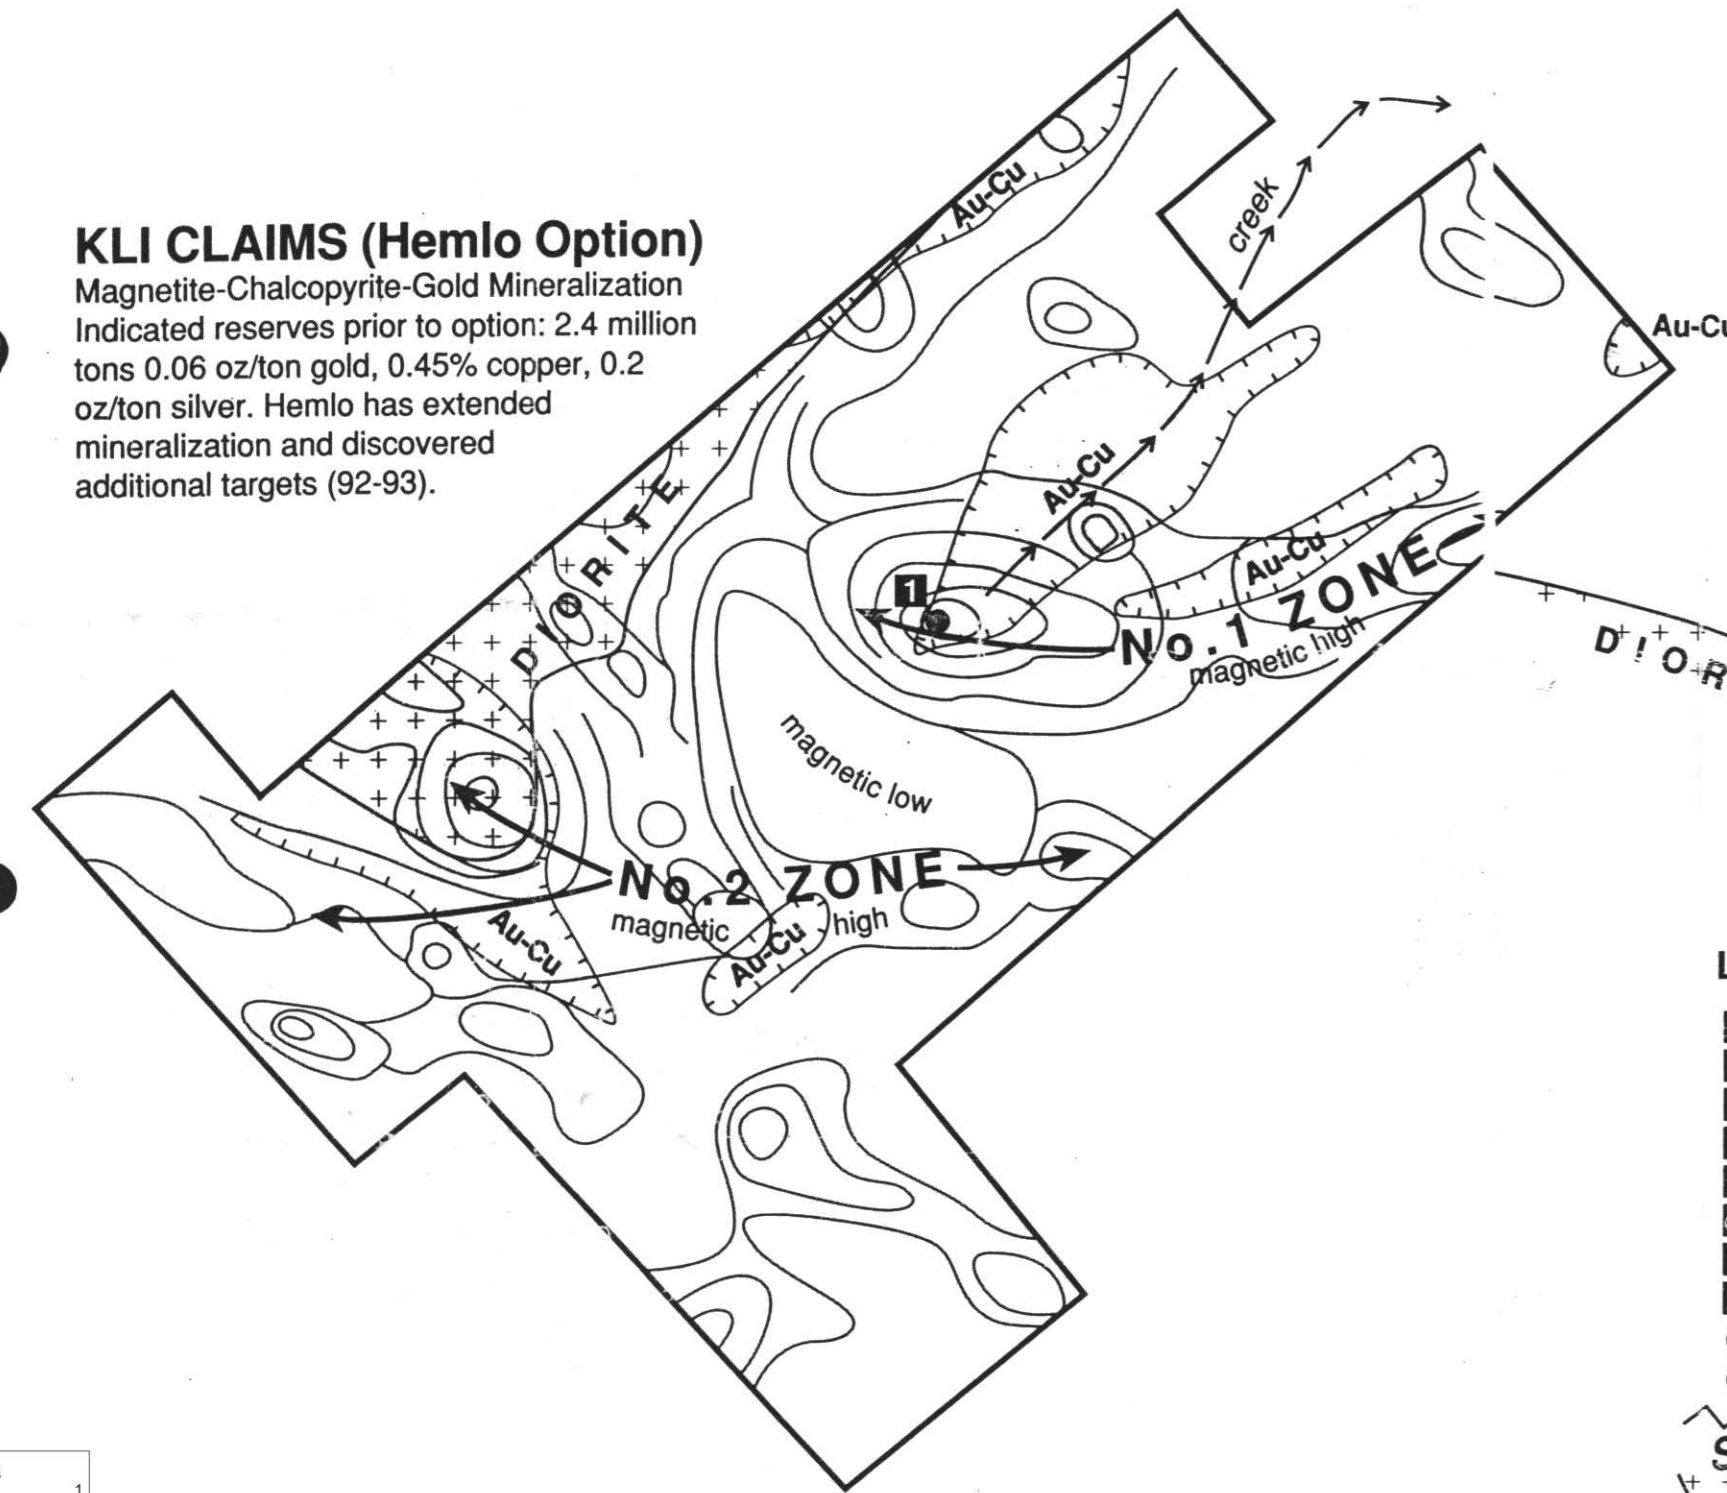 KLI CLAIMS (Hemlo Option)
Magnetite-Chalcopyrite-Gold Mineralization
Indicated reserves prior to option: 2.4 million
tons 0.06 oz/ton gold, 0.45% copper, 0.2
oz/ton silver. Hemlo has extended
mineralization and discovered
additional targets (92-93).
Au-Cu
creek
Au-Cu
Au-Cu
Au-Cu
DIORITE
1
No.1 ZONE
magnetic high
DIOR
magnetic low
No.2 ZONE
magnetic high
Au-Cu
Au-Cu
1